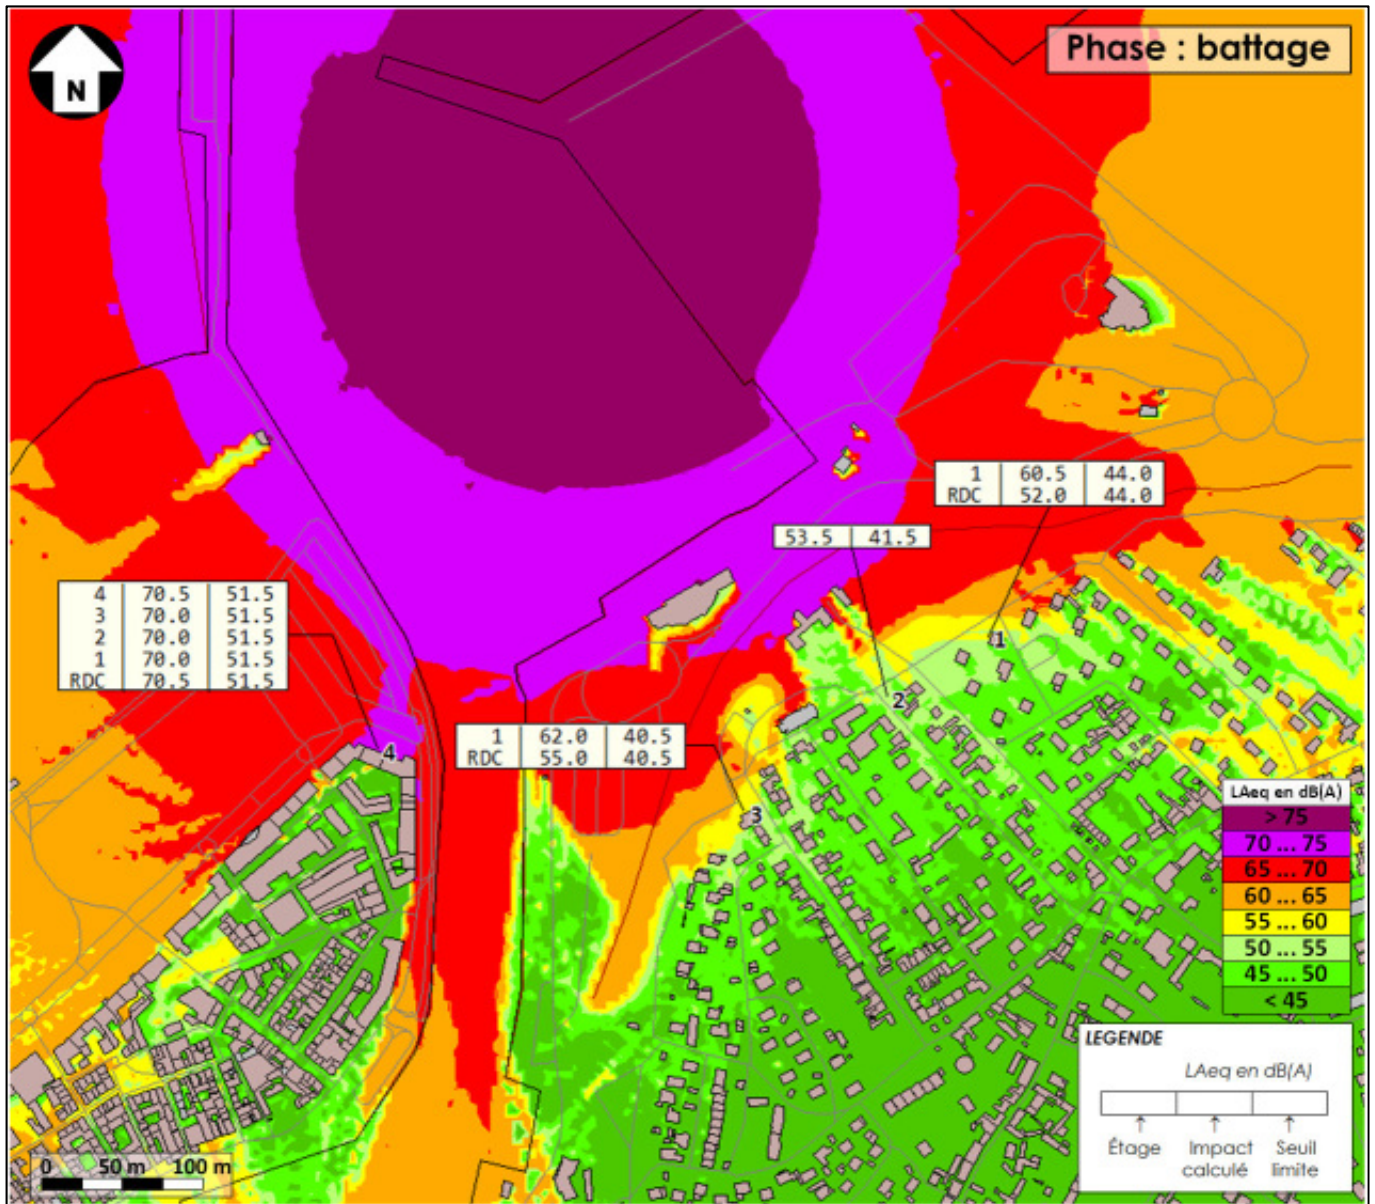 N
Phase : battage
1 60.5 44.0
RDC 52.0 44.0
53.5 41.5
4 70.5 51.5
3 70.0 51.5
2 70.0 51.5
1 70.0 51.5
RDC 70.5 51.5
1
2
1 62.0 40.5
RDC 55.0 40.5
4
3
LAeq en dB(A)
> 75
70 ... 75
65 ... 70
60 ... 65
55 ... 60
50 ... 55
45 ... 50
< 45
LEGENDE
LAeq en dB(A)
Étage Impact calculé Seuil limite
0 50 m 100 m